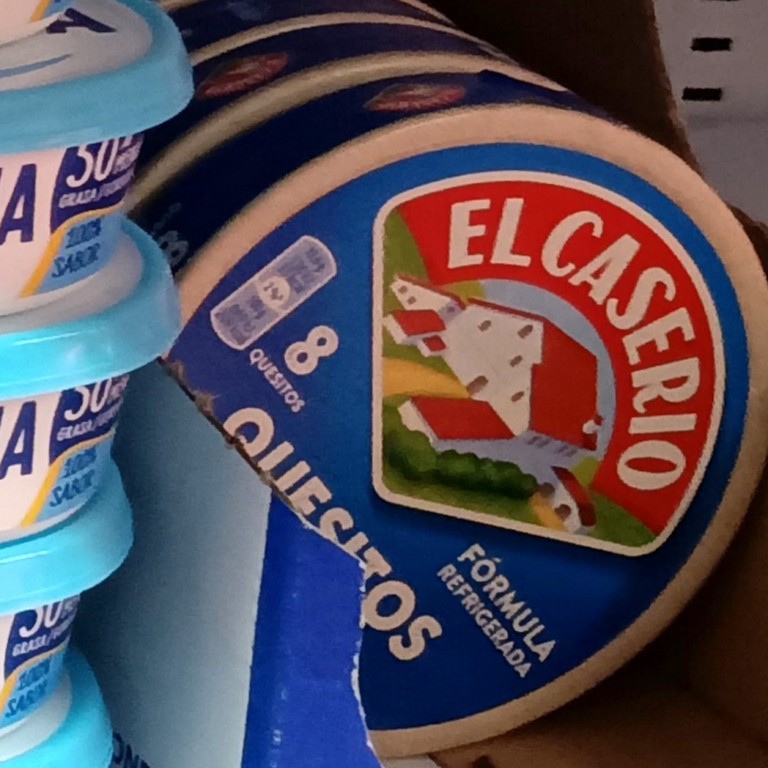 EL CASERIO
8
QUESITOS
QUESITOS
FÓRMULA
REFRIGERADA
A
30
GRASA
100%
SABOR
A
30
GRASA
100%
SABOR
30
GRASA
100%
SABOR